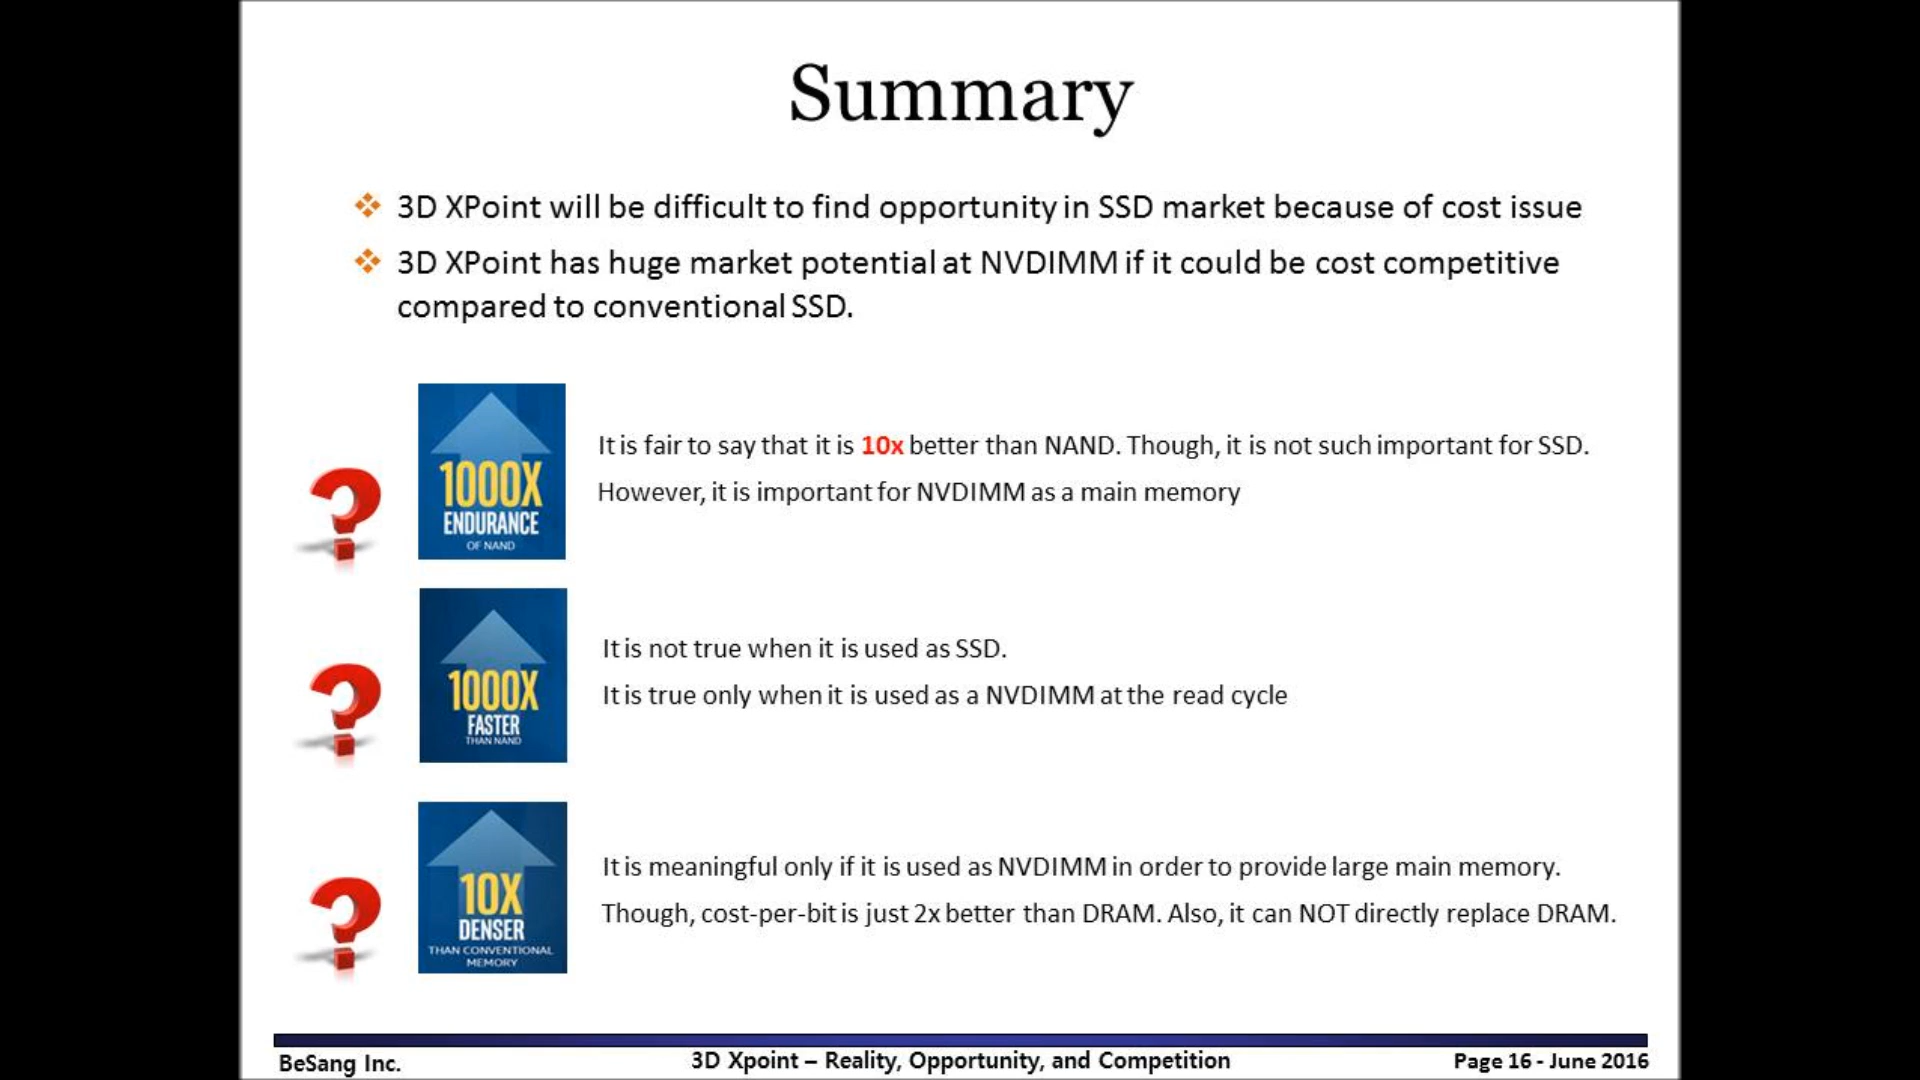 Summary
3D XPoint will be difficult to find opportunity in SSD market because of cost issue
3D XPoint has huge market potential at NVDIMM if it could be cost competitive
compared to conventional SSD.
1000X
ENDURANCE
OF NAND
It is fair to say that it is 10x better than NAND. Though, it is not such important for SSD.
However, it is important for NVDIMM as a main memory
1000X
FASTER
THAN NAND
It is not true when it is used as SSD.
It is true only when it is used as a NVDIMM at the read cycle
10X
DENSER
THAN CONVENTIONAL
MEMORY
It is meaningful only if it is used as NVDIMM in order to provide large main memory.
Though, cost-per-bit is just 2x better than DRAM. Also, it can NOT directly replace DRAM.
BeSang Inc.
3D Xpoint – Reality, Opportunity, and Competition
Page 16 - June 2016